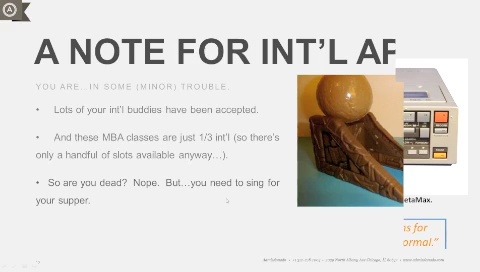 A
A NOTE FOR INT'L AP
YOU ARE...IN SOME (MINOR) TROUBLE.
• Lots of your int'l buddies have been accepted.
• And these MBA classes are just 1/3 int'l (so there's
only a handful of slots available anyway…).
• So are you dead? Nope. But…you need to sing for
your supper.
etaMax.
ns for
ormal."